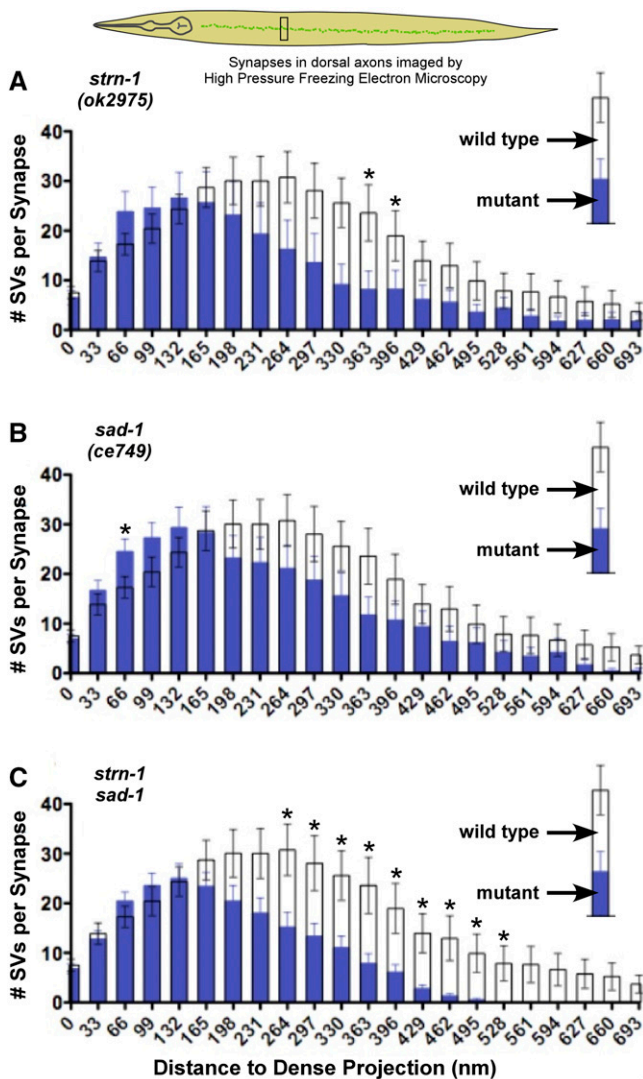 Synapses in dorsal axons imaged by
High Pressure Freezing Electron Microscopy
A
strn-1
(ok2975)
wild type
mutant
# SVs per Synapse
40
30
20
10
0
* *
0 33 66 99 132 165 198 231 264 297 330 363 396 429 462 495 528 561 594 627 660 693
B
sad-1
(ce749)
wild type
mutant
# SVs per Synapse
40
30
20
10
0
*
0 33 66 99 132 165 198 231 264 297 330 363 396 429 462 495 528 561 594 627 660 693
C
strn-1
sad-1
wild type
mutant
# SVs per Synapse
40
30
20
10
0
* * * * * * * * *
0 33 66 99 132 165 198 231 264 297 330 363 396 429 462 495 528 561 594 627 660 693
Distance to Dense Projection (nm)